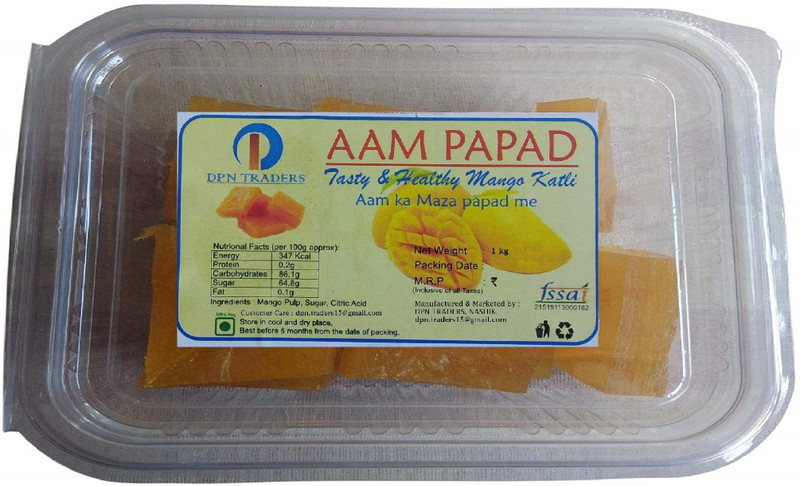 DPN TRADERS
AAM PAPAD
Tasty & Healthy Mango Katli
Aam ka Maza papad me
Nutrional Facts (per 100g approx):
Energy 347 Kcal
Protein 0.2g
Carbohydrates 86.1g
Sugar 64.8g
Fat 0.1g
Ingredients : Mango Pulp, Sugar, Citric Acid
Customer Care : dpn.traders15@gmail.com
Store in cool and dry place,
Best before 6 months from the date of packing.
Net Weight : 1 kg
Packing Date :
M.R.P : ₹
(Inclusive of all Taxes)
Manufactured & Marketed by :
DPN TRADERS, NASHIK.
dpn.traders15@gmail.com
fssai
21519113000162